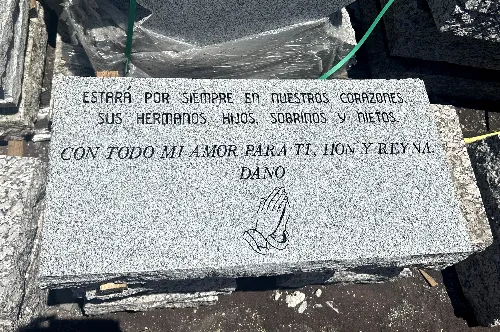 ESTARÁ POR SIEMPRE EN NUESTROS CORAZONES.
SUS HERMANOS, HIJOS, SOBRINOS Y NIETOS.
CON TODO MI AMOR PARA TI, HON Y REYNA.
DANO